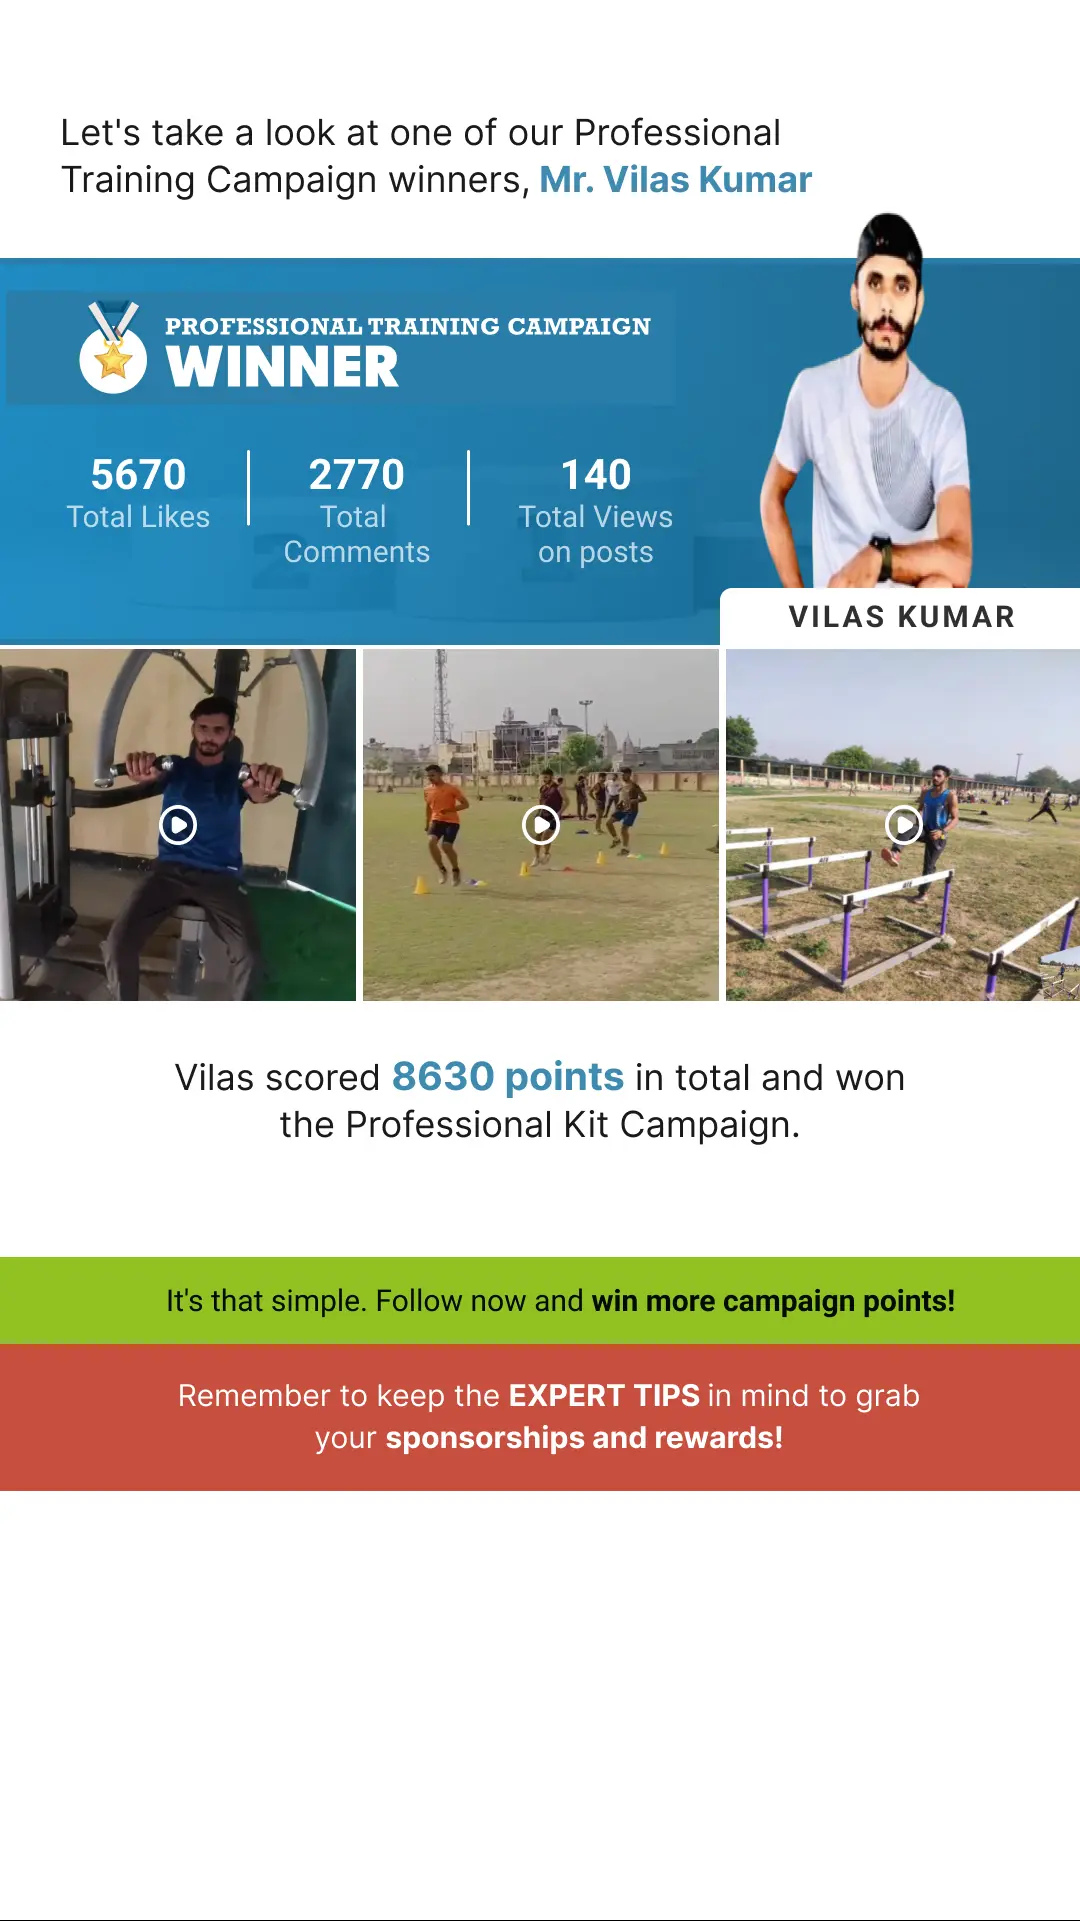 Let's take a look at one of our Professional
Training Campaign winners, Mr. Vilas Kumar
PROFESSIONAL TRAINING CAMPAIGN
WINNER
5670
Total Likes
2770
Total
Comments
140
Total Views
on posts
VILAS KUMAR
Vilas scored 8630 points in total and won
the Professional Kit Campaign.
It's that simple. Follow now and win more campaign points!
Remember to keep the EXPERT TIPS in mind to grab
your sponsorships and rewards!